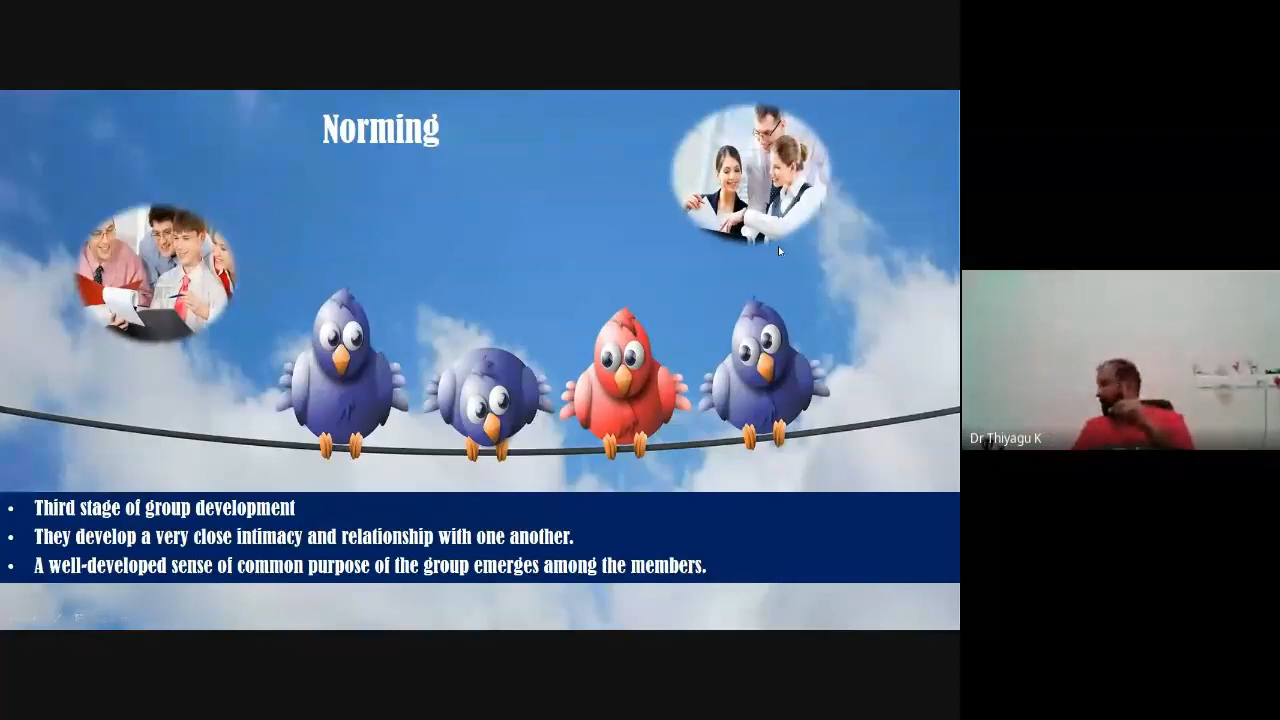 Norming
• Third stage of group development
• They develop a very close intimacy and relationship with one another.
• A well-developed sense of common purpose of the group emerges among the members.
Dr Thiyagu K